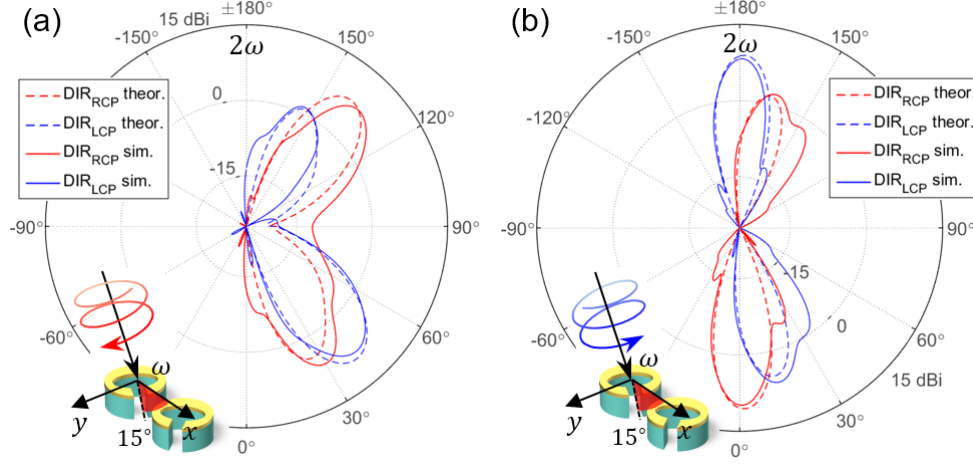 (a)
15 dBi
±180°
2ω
-150°
150°
DIR_RCP theor.
DIR_LCP theor.
DIR_RCP sim.
DIR_LCP sim.
0
120°
-15
-90°
90°
-60°
60°
ω
y
15°
x
30°
0°
(b)
±180°
2ω
-150°
150°
-120°
DIR_RCP theor.
DIR_LCP theor.
DIR_RCP sim.
DIR_LCP sim.
-90°
90°
-15
0
-60°
60°
15 dBi
ω
y
15°
x
30°
0°